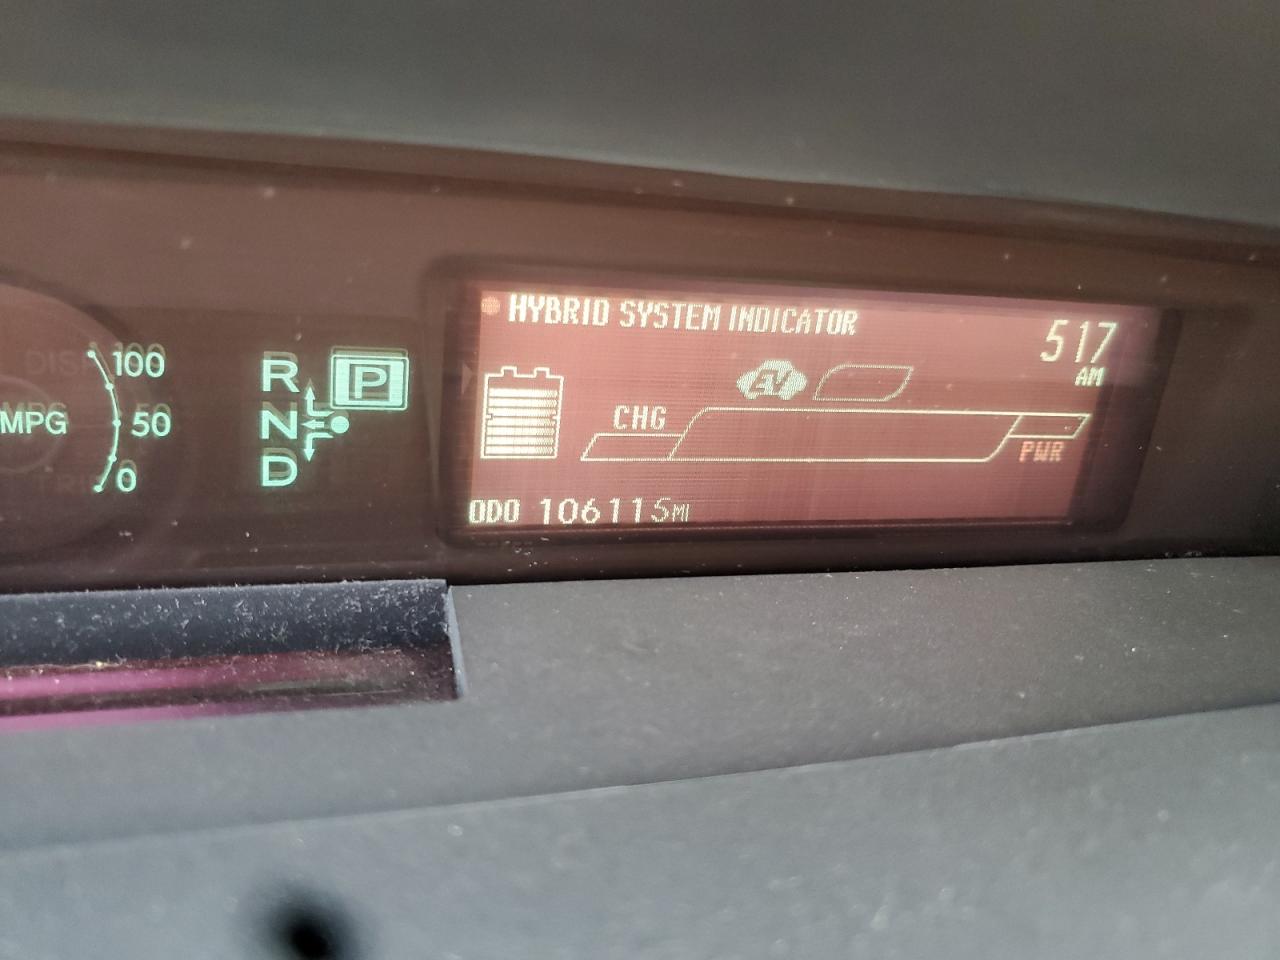 HYBRID SYSTEM INDICATOR
517
AM
100
MPG
50
0
R
P
N
D
EV
CHG
PWR
ODO 106115MI